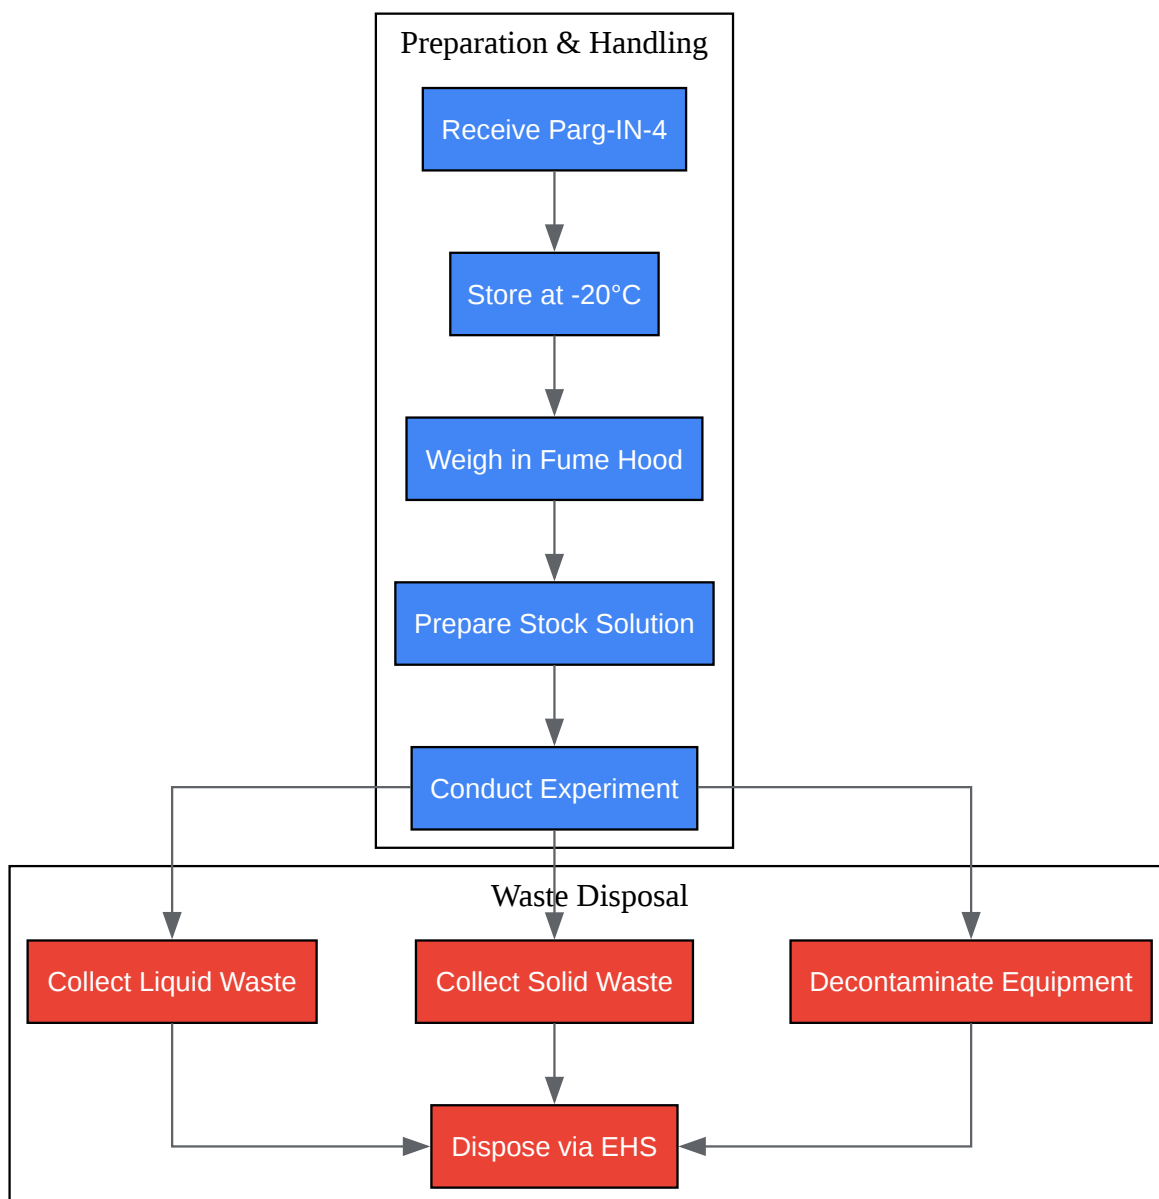 Preparation & Handling
Receive Parg-IN-4
Store at -20°C
Weigh in Fume Hood
Prepare Stock Solution
Conduct Experiment
Waste Disposal
Collect Liquid Waste
Collect Solid Waste
Decontaminate Equipment
Dispose via EHS